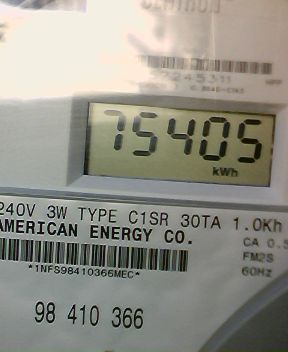 CENTRON
75405
kWh
240V 3W TYPE C1SR 30TA 1.0Kh
AMERICAN ENERGY CO.
CA 0.5
FM2S
60Hz
*1NFS98410366MEC*
98 410 366